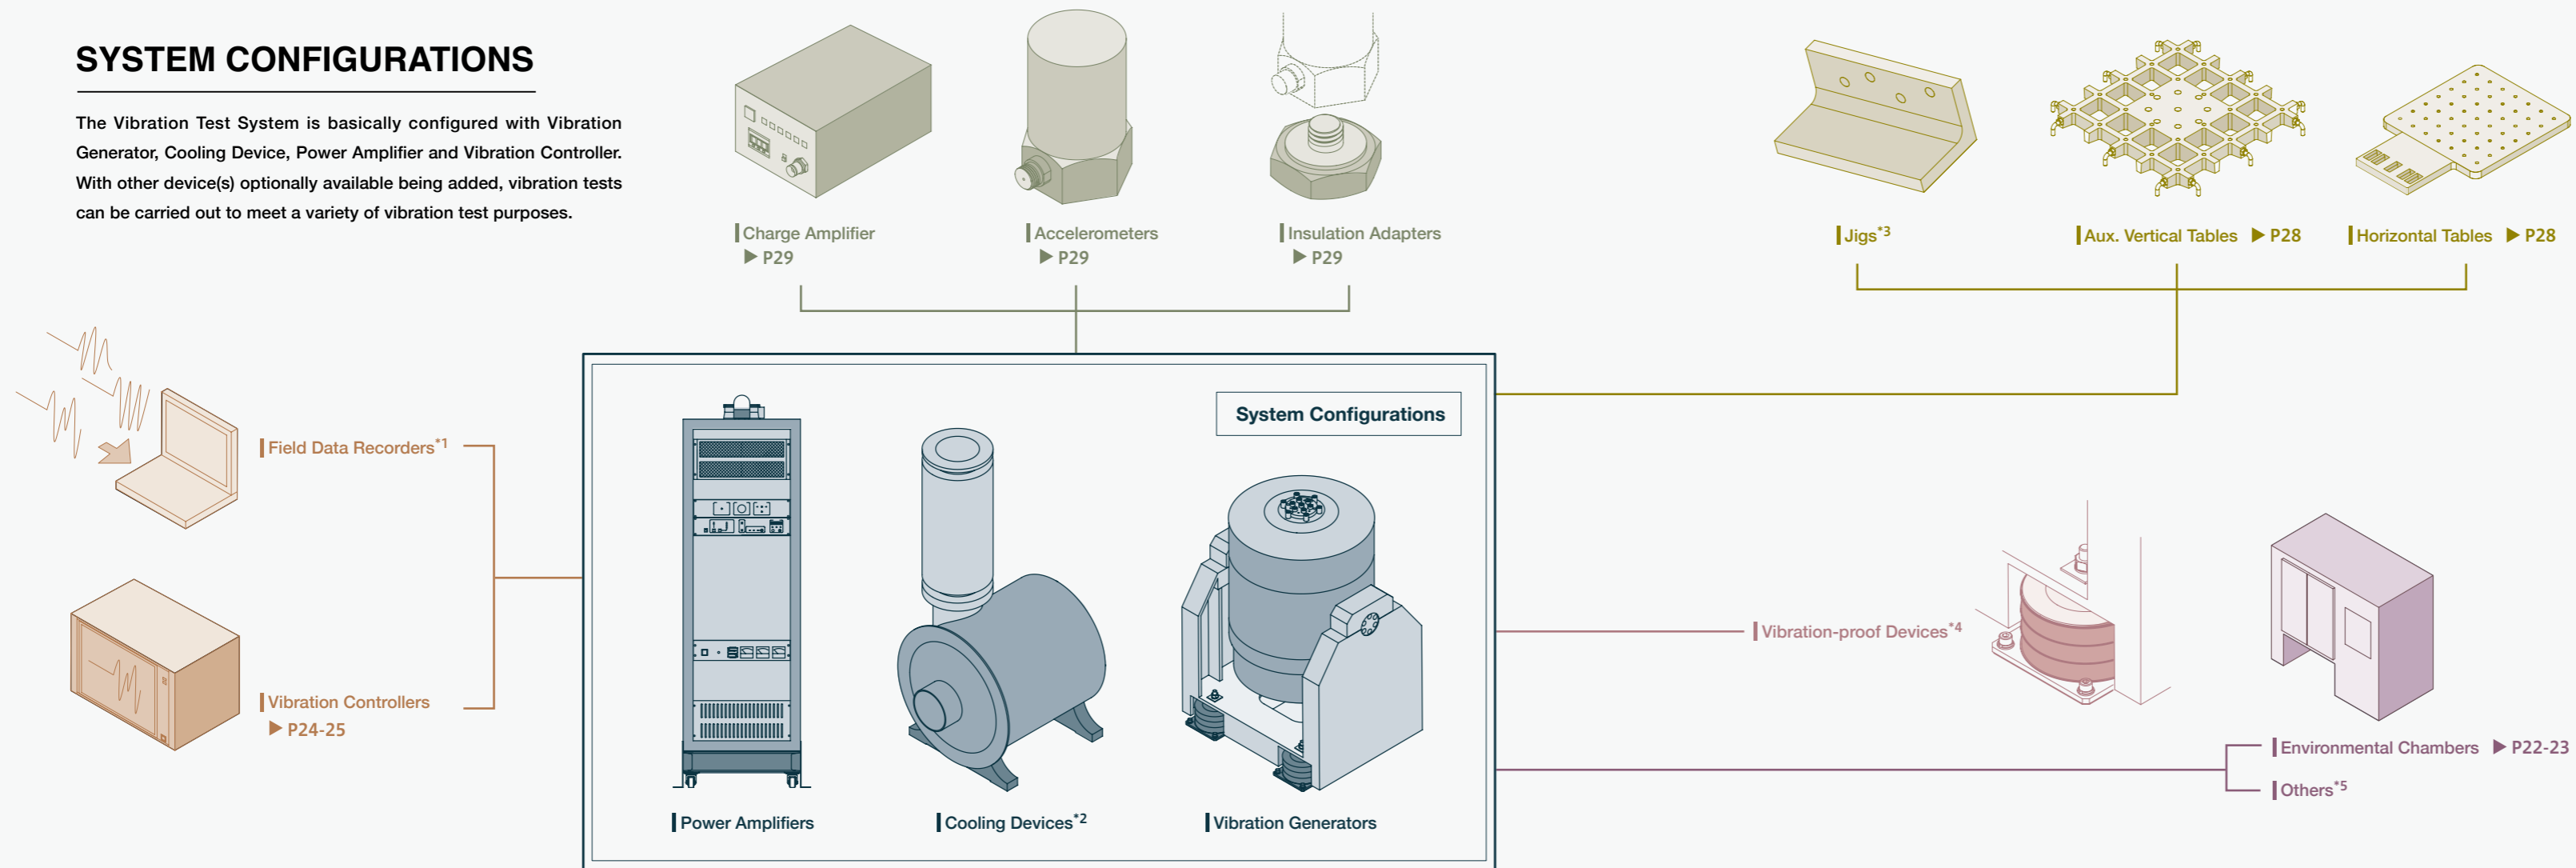 SYSTEM CONFIGURATIONS
The Vibration Test System is basically configured with Vibration
Generator, Cooling Device, Power Amplifier and Vibration Controller.
With other device(s) optionally available being added, vibration tests
can be carried out to meet a variety of vibration test purposes.
Charge Amplifier
▶ P29
Accelerometers
▶ P29
Insulation Adapters
▶ P29
Jigs*3
Aux. Vertical Tables ▶ P28
Horizontal Tables ▶ P28
Field Data Recorders*1
Vibration Controllers
▶ P24-25
System Configurations
Power Amplifiers
Cooling Devices*2
Vibration Generators
Vibration-proof Devices*4
Environmental Chambers ▶ P22-23
Others*5